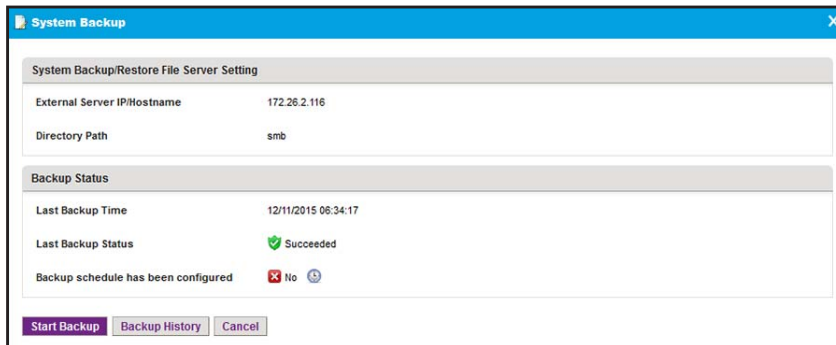 System Backup
System Backup/Restore File Server Setting
External Server IP/Hostname 172.26.2.116
Directory Path smb
Backup Status
Last Backup Time 12/11/2015 06:34:17
Last Backup Status Succeeded
Backup schedule has been configured No
Start Backup Backup History Cancel